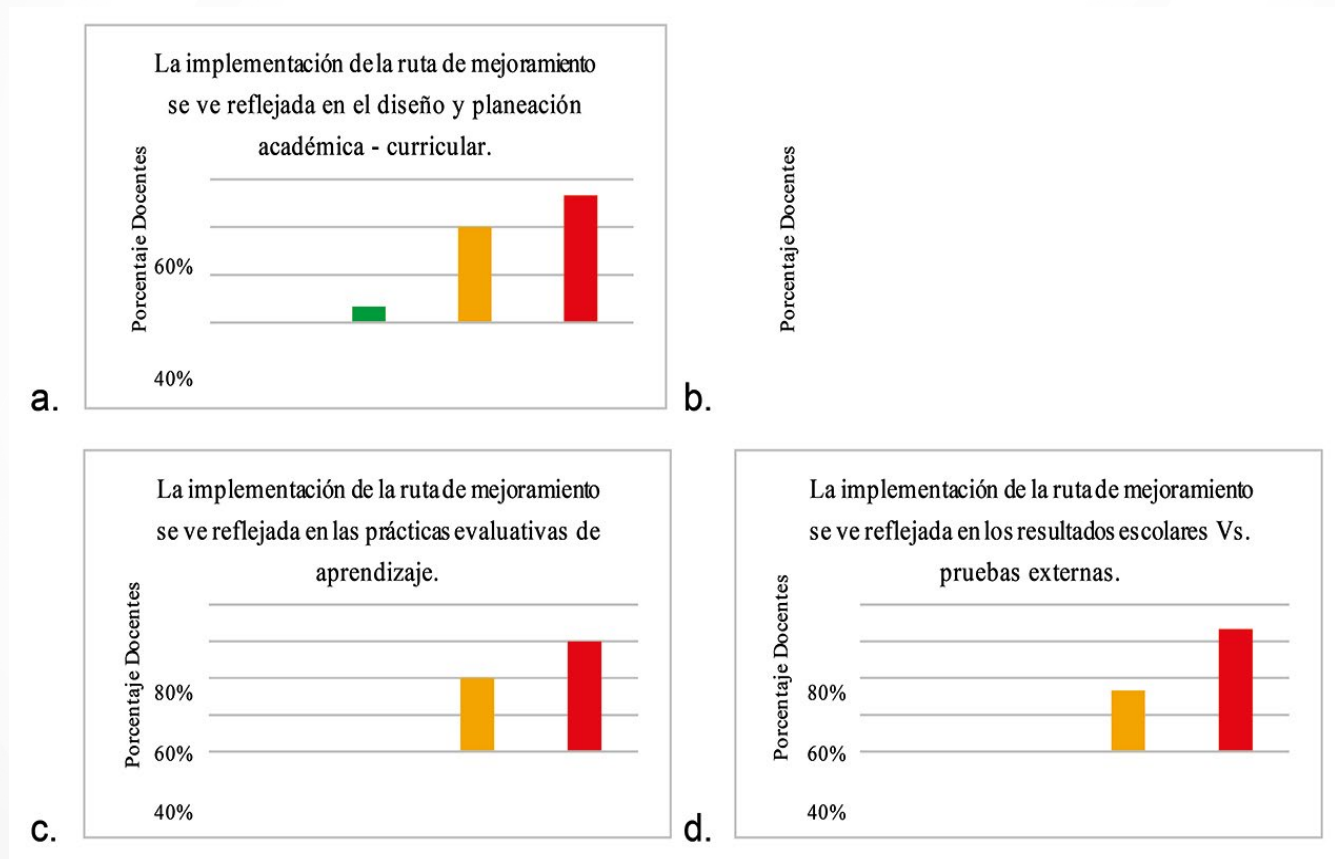 La implementación de la ruta de mejoramiento
se ve reflejada en el diseño y planeación
académica - curricular.
Porcentaje Docentes
60%
40%
a.
Porcentaje Docentes
b.
La implementación de la ruta de mejoramiento
se ve reflejada en las prácticas evaluativas de
aprendizaje.
Porcentaje Docentes
80%
60%
40%
c.
La implementación de la ruta de mejoramiento
se ve reflejada en los resultados escolares Vs.
pruebas externas.
Porcentaje Docentes
80%
60%
40%
d.